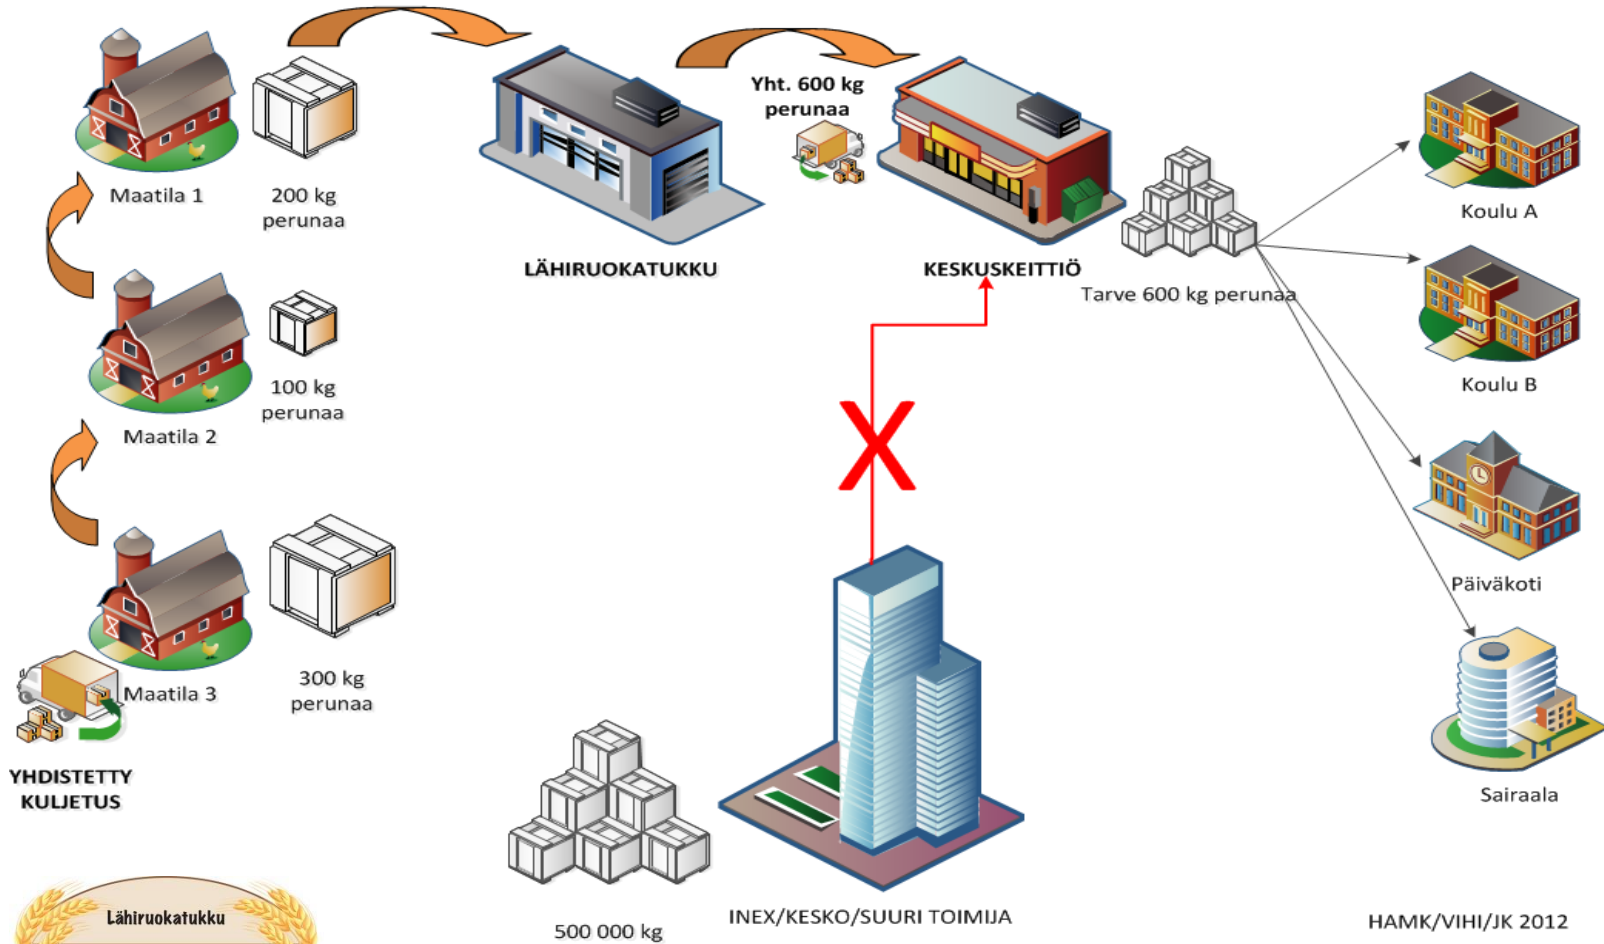 Maatila 1
200 kg
perunaa
LÄHIRUOKATUKKU
Yht. 600 kg
perunaa
KESKUSKEITTIÖ
Tarve 600 kg perunaa
Koulu A
Koulu B
Päiväkoti
Sairaala
Maatila 2
100 kg
perunaa
Maatila 3
300 kg
perunaa
YHDISTETTY
KULJETUS
X
500 000 kg
INEX/KESKO/SUURI TOIMIJA
Lähiruokatukku
HAMK/VIHI/JK 2012